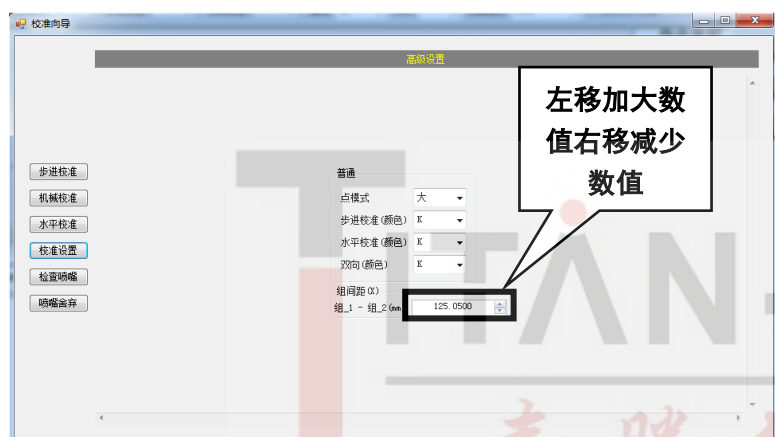 校准向导
高级设置
左移加大数
值右移减少
数值
步进校准
机械校准
水平校准
校准设置
检查喷嘴
喷嘴舍弃
普通
点模式 大
步进校准(颜色) K
水平校准(颜色) K
双向(颜色) K
组间距(X)
组_1 - 组_2(mm 125.0500
TITAN-